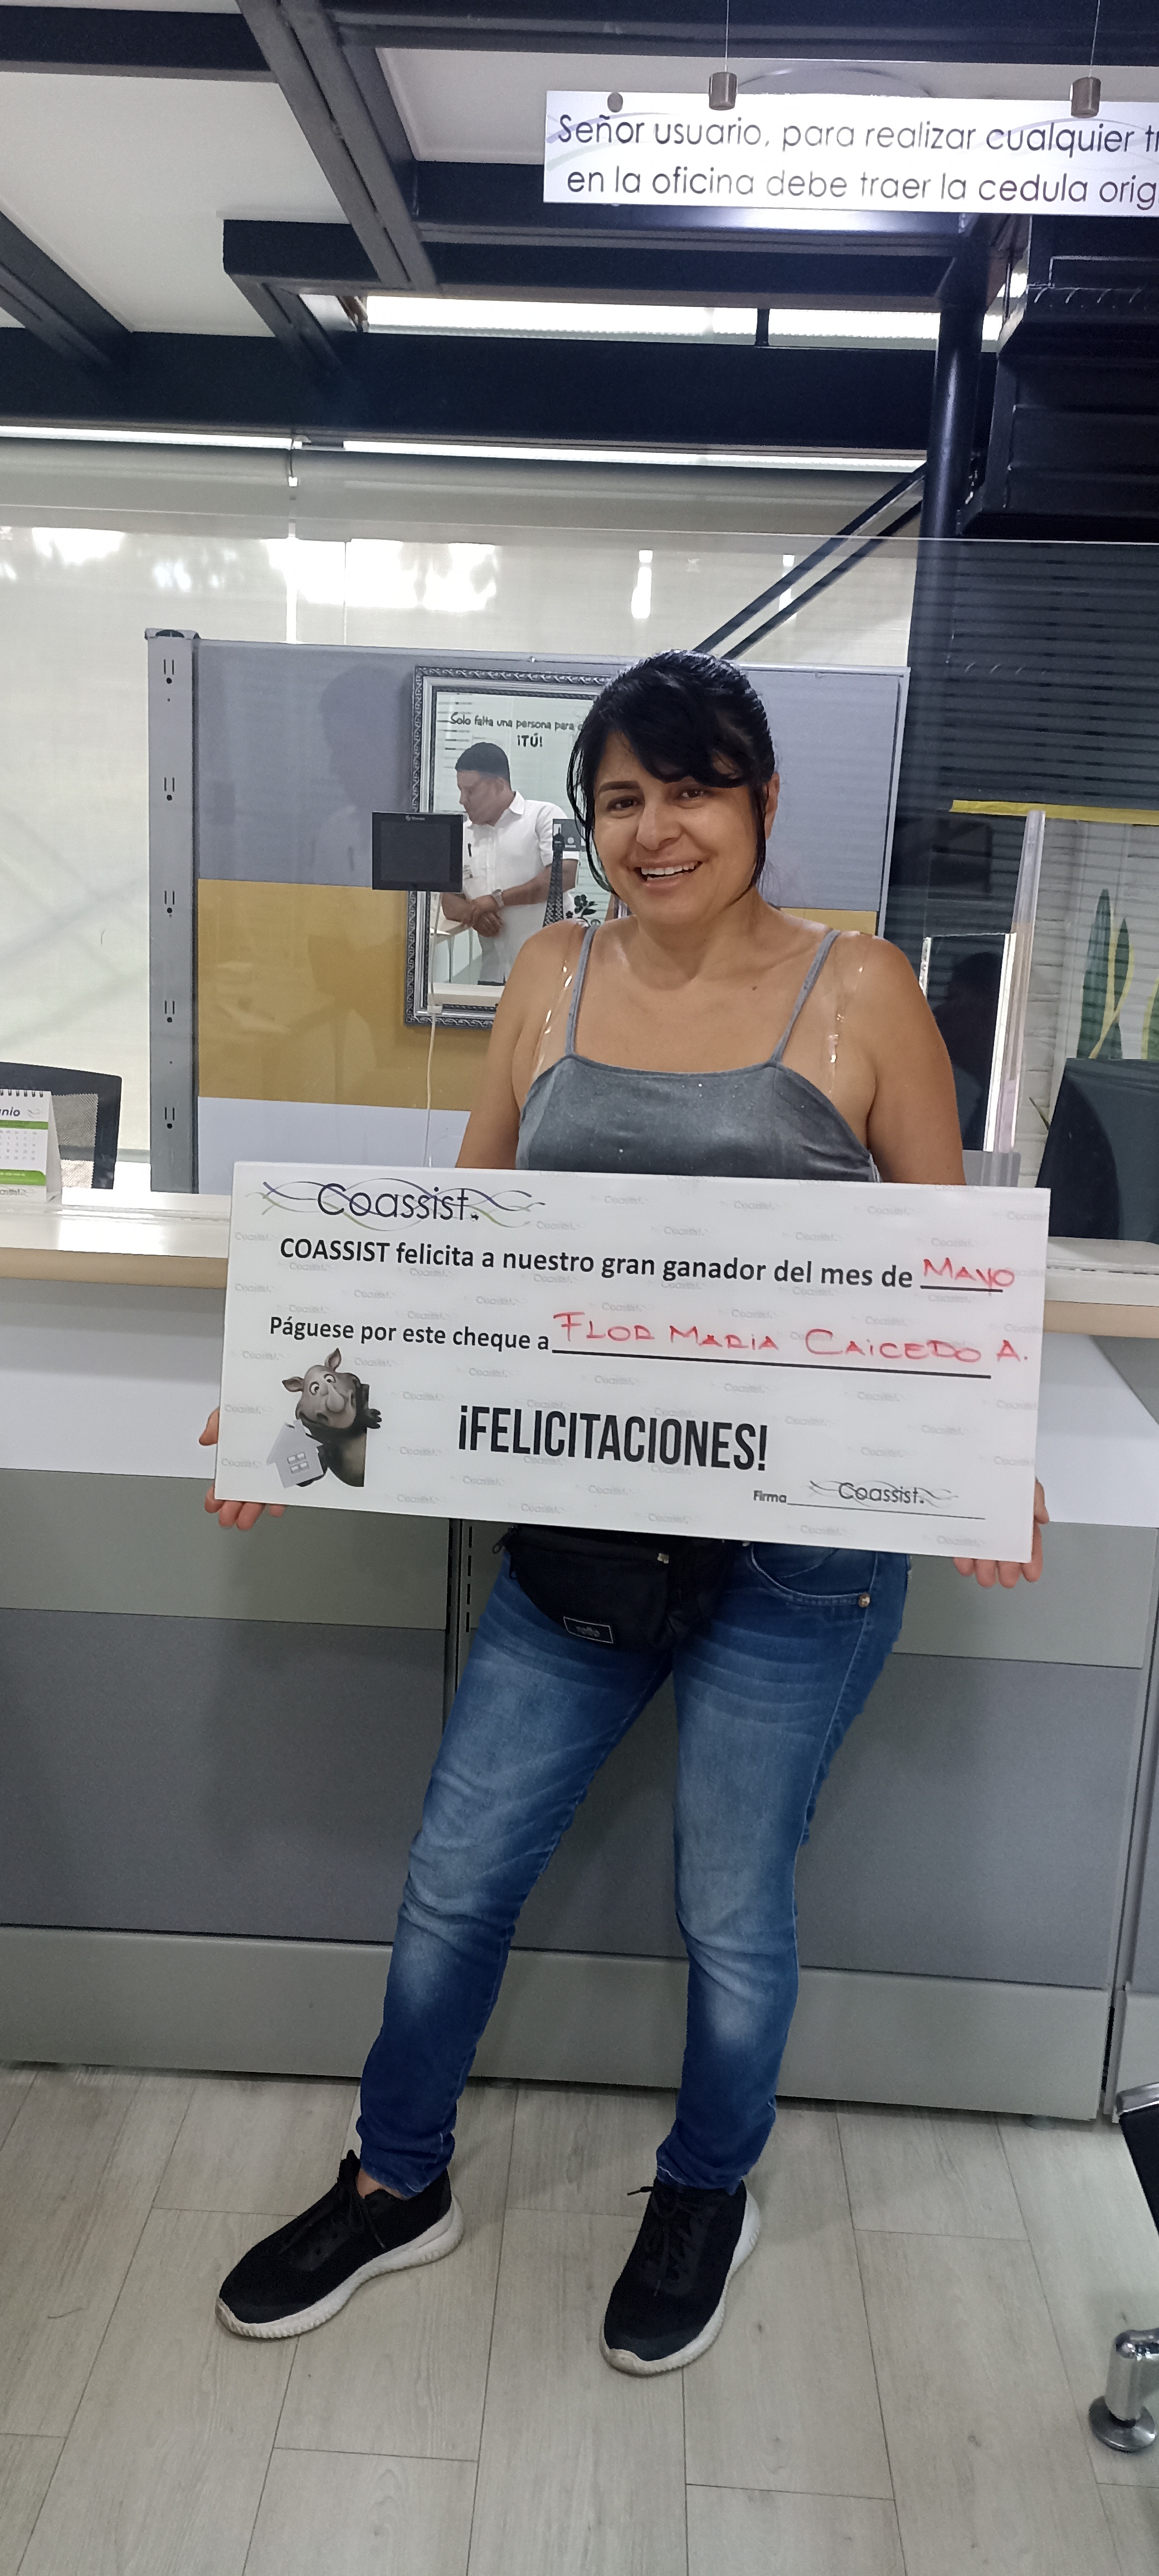 Señor usuario, para realizar cualquier
en la oficina debe traer la cedula
Solo falta una persona para
¡TÚ!
Coassist.
COASSIST felicita a nuestro gran ganador del mes de MAYO
Páguese por este cheque a FLOR MARIA CAICEDO A.
¡FELICITACIONES!
Firma Coassist.